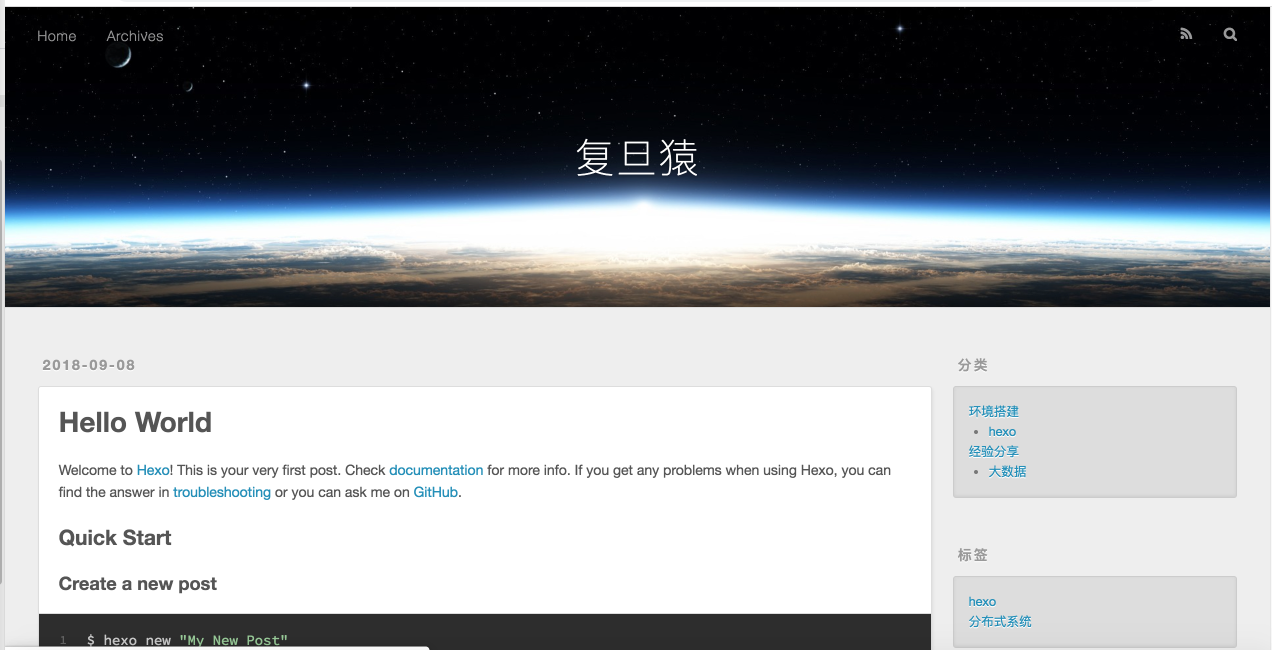 Home Archives
复旦猿
2018-09-08
Hello World
Welcome to Hexo! This is your very first post. Check documentation for more info. If you get any problems when using Hexo, you can
find the answer in troubleshooting or you can ask me on GitHub.
Quick Start
Create a new post
1 $ hexo new "My New Post"
分类
环境搭建
hexo
经验分享
大数据
标签
hexo
分布式系统